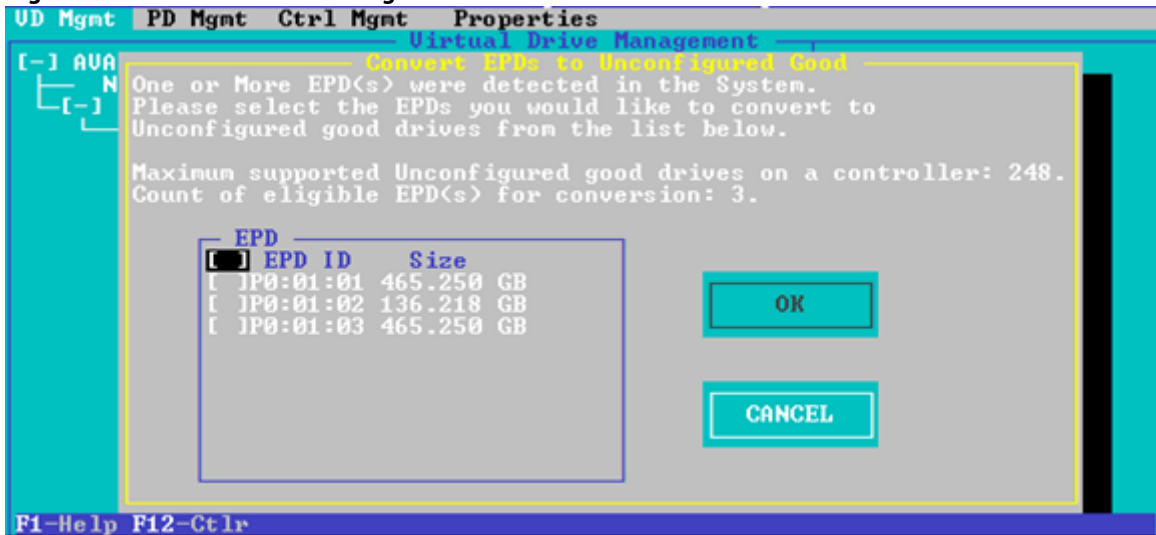 VD Mgmt PD Mgmt Ctrl Mgmt Properties
Virtual Drive Management
[-] AVA
Convert EPDs to Unconfigured Good
N
One or More EPD(s) were detected in the System.
[-]
Please select the EPDs you would like to convert to
Unconfigured good drives from the list below.
Maximum supported Unconfigured good drives on a controller: 248.
Count of eligible EPD(s) for conversion: 3.
EPD
[ ] EPD ID Size
[ ]P0:01:01 465.250 GB
[ ]P0:01:02 136.218 GB
[ ]P0:01:03 465.250 GB
OK
CANCEL
F1-Help F12-Ctlr